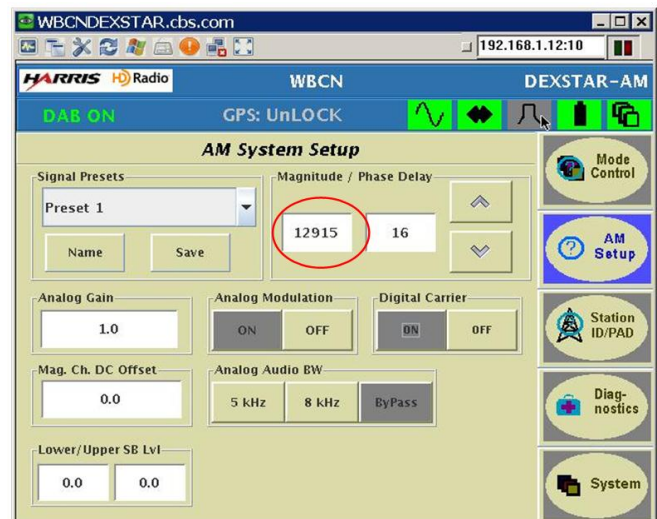 WBCNDEXSTAR.cbs.com
192.168.1.12:10
HARRIS HD Radio WBCN DEXSTAR-AM
DAB ON GPS: UnLOCK
AM System Setup
Signal Presets
Preset 1
Name Save
Magnitude / Phase Delay
12915 16
Analog Gain
1.0
Analog Modulation
ON OFF
Digital Carrier
ON OFF
Mag. Ch. DC Offset
0.0
Analog Audio BW
5 kHz 8 kHz ByPass
Lower/Upper SB Lvl
0.0 0.0
Mode
Control
AM
Setup
Station
ID/PAD
Diag-
nostics
System